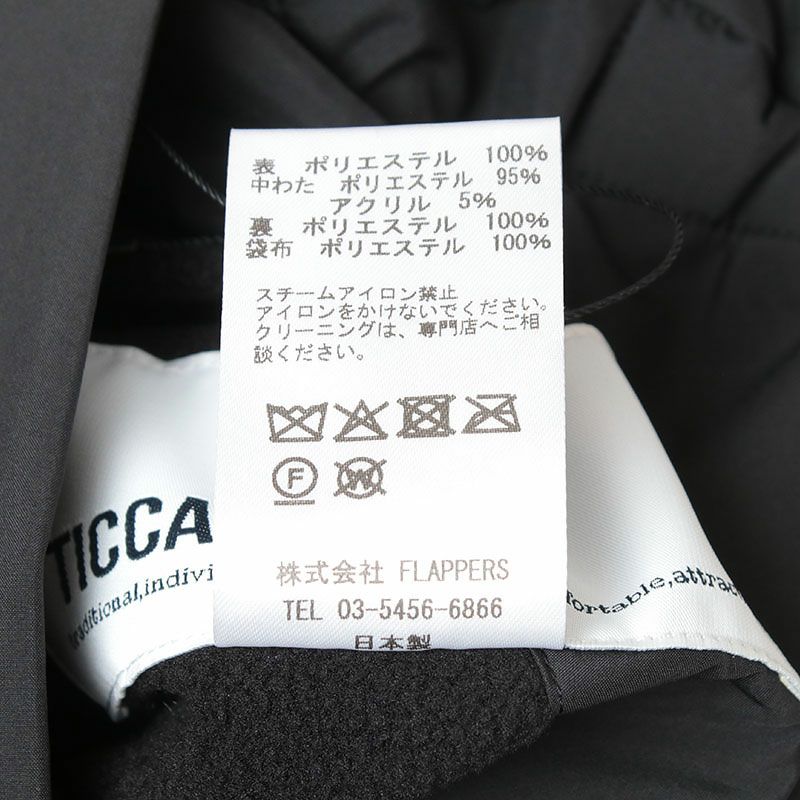 表 ポリエステル 100%
中わた ポリエステル 95%
アクリル 5%
裏 ポリエステル 100%
袋布 ポリエステル 100%
スチームアイロン禁止
アイロンをかけないでください。
クリーニングは、専門店へご相
談ください。
F W
株式会社 FLAPPERS
TEL 03-5456-6866
日本製
TICCA
traditional,indivi
fortable,attrac